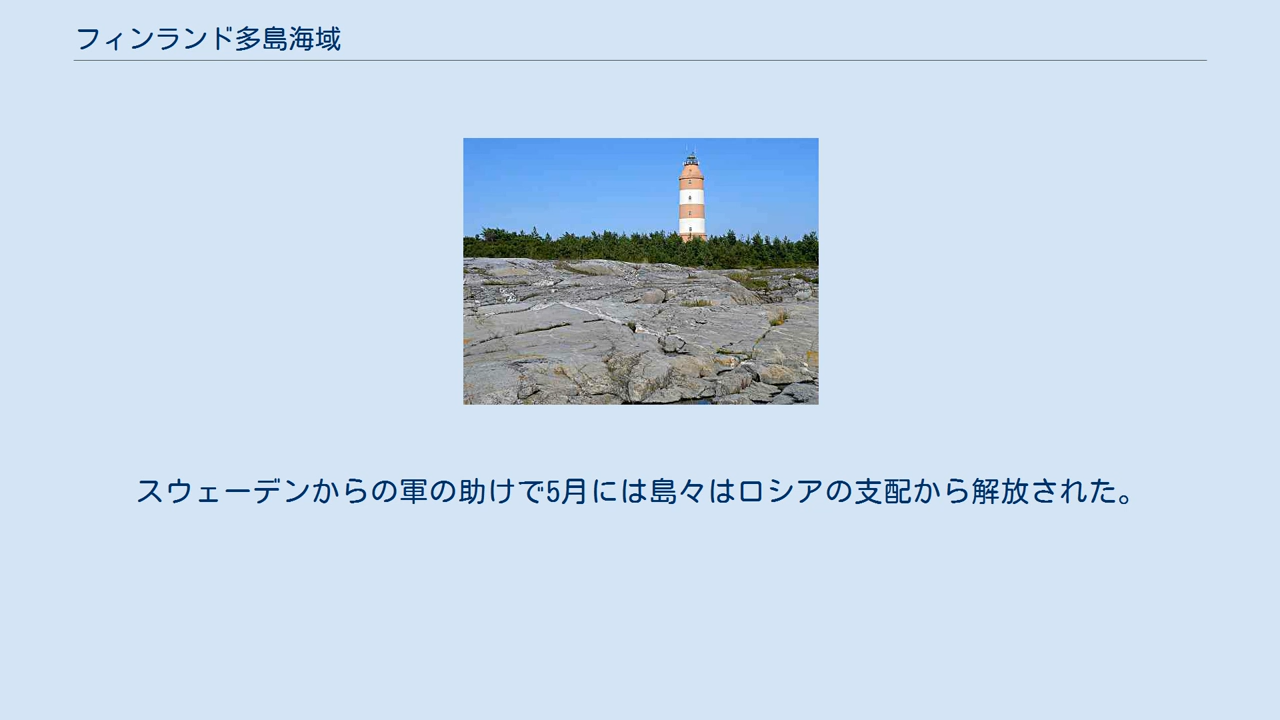 フィンランド多島海域
スウェーデンからの軍の助けで5月には島々はロシアの支配から解放された。